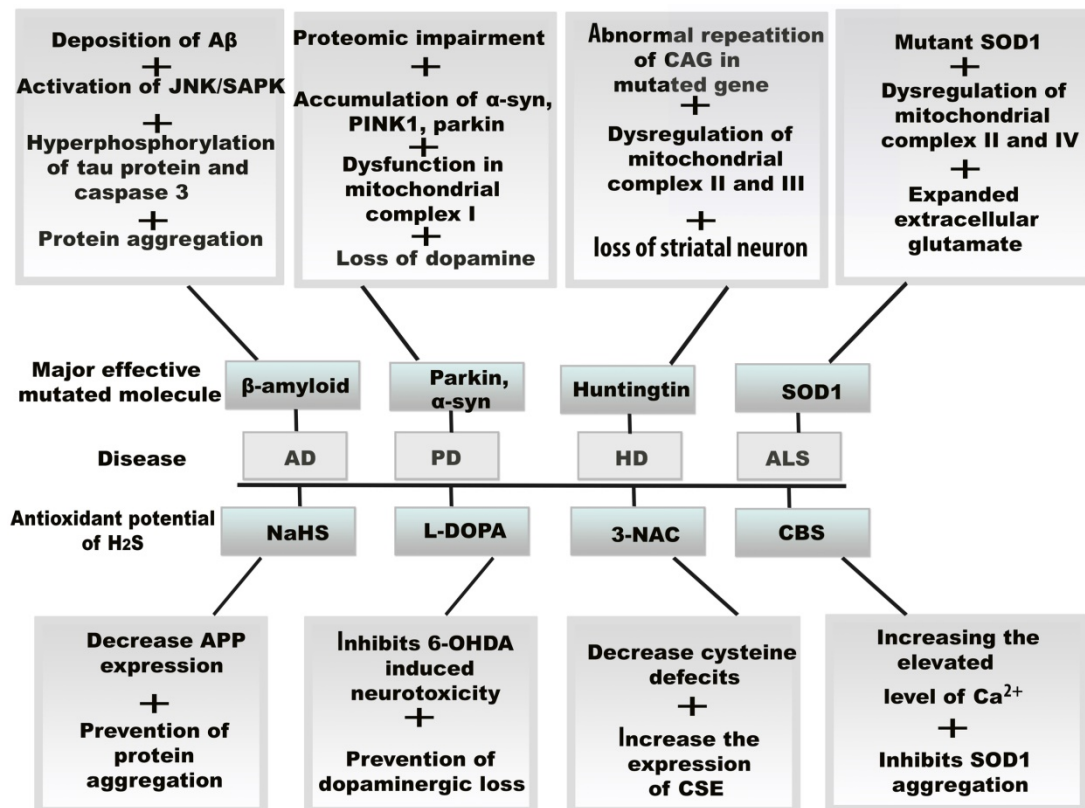 Deposition of Aβ
+
Activation of JNK/SAPK
+
Hyperphosphorylation
of tau protein and
caspase 3
+
Protein aggregation
Proteomic impairment
+
Accumulation of α-syn,
PINK1, parkin
+
Dysfunction in
mitochondrial
complex I
+
Loss of dopamine
Abnormal repeatition
of CAG in
mutated gene
+
Dysregulation of
mitochondrial
complex II and III
+
loss of striatal neuron
Mutant SOD1
+
Dysregulation of
mitochondrial
complex II and IV
+
Expanded
extracellular
glutamate
Major effective
mutated molecule
β-amyloid
Parkin,
α-syn
Huntingtin
SOD1
Disease
AD
PD
HD
ALS
Antioxidant potential
of H₂S
NaHS
L-DOPA
3-NAC
CBS
Decrease APP
expression
+
Prevention of
protein
aggregation
Inhibits 6-OHDA
induced
neurotoxicity
+
Prevention of
dopaminergic loss
Decrease cysteine
defecits
+
Increase the
expression
of CSE
Increasing the
elevated
level of Ca²⁺
+
Inhibits SOD1
aggregation